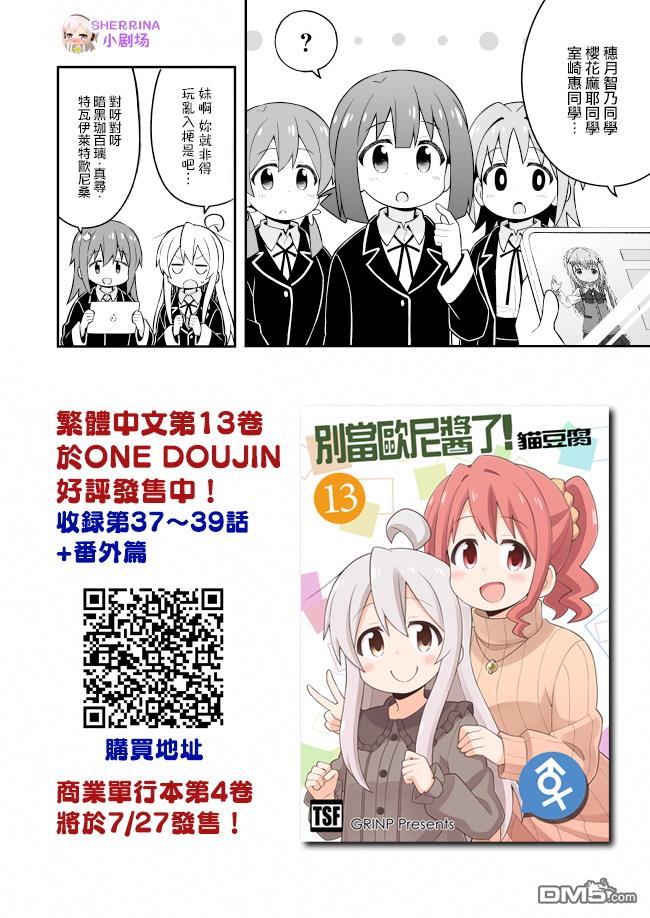 SHERRINA
小剧场
穗月智乃同學
櫻花麻耶同學
室崎惠同學…
?
妹啊 妳就非得
玩亂入梗是吧…
對呀對呀
暗黑珈百璃·真尋·
特瓦伊萊特歐尼桑
繁體中文第13卷
於ONE DOUJIN
好評發售中！
收録第37～39話
+番外篇
購買地址
商業單行本第4卷
將於7/27發售！
別當歐尼醬了!
貓豆腐
13
TSF
GRINP Presents
DM5.com